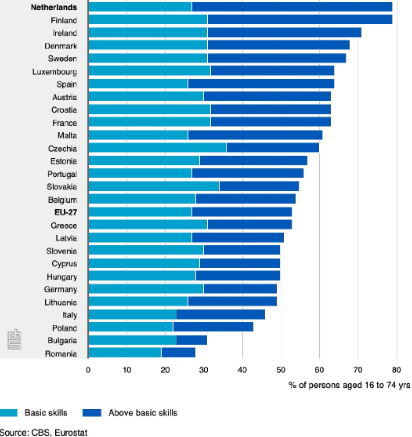 Netherlands
Finland
Ireland
Denmark
Sweden
Luxembourg
Spain
Austria
Croatia
France
Malta
Czechia
Estonia
Portugal
Slovakia
Belgium
EU-27
Greece
Latvia
Slovenia
Cyprus
Hungary
Germany
Lithuania
Italy
Poland
Bulgaria
Romania
0 10 20 30 40 50 60 70 80
% of persons aged 16 to 74 yrs
Basic skills Above basic skills
Source: CBS, Eurostat